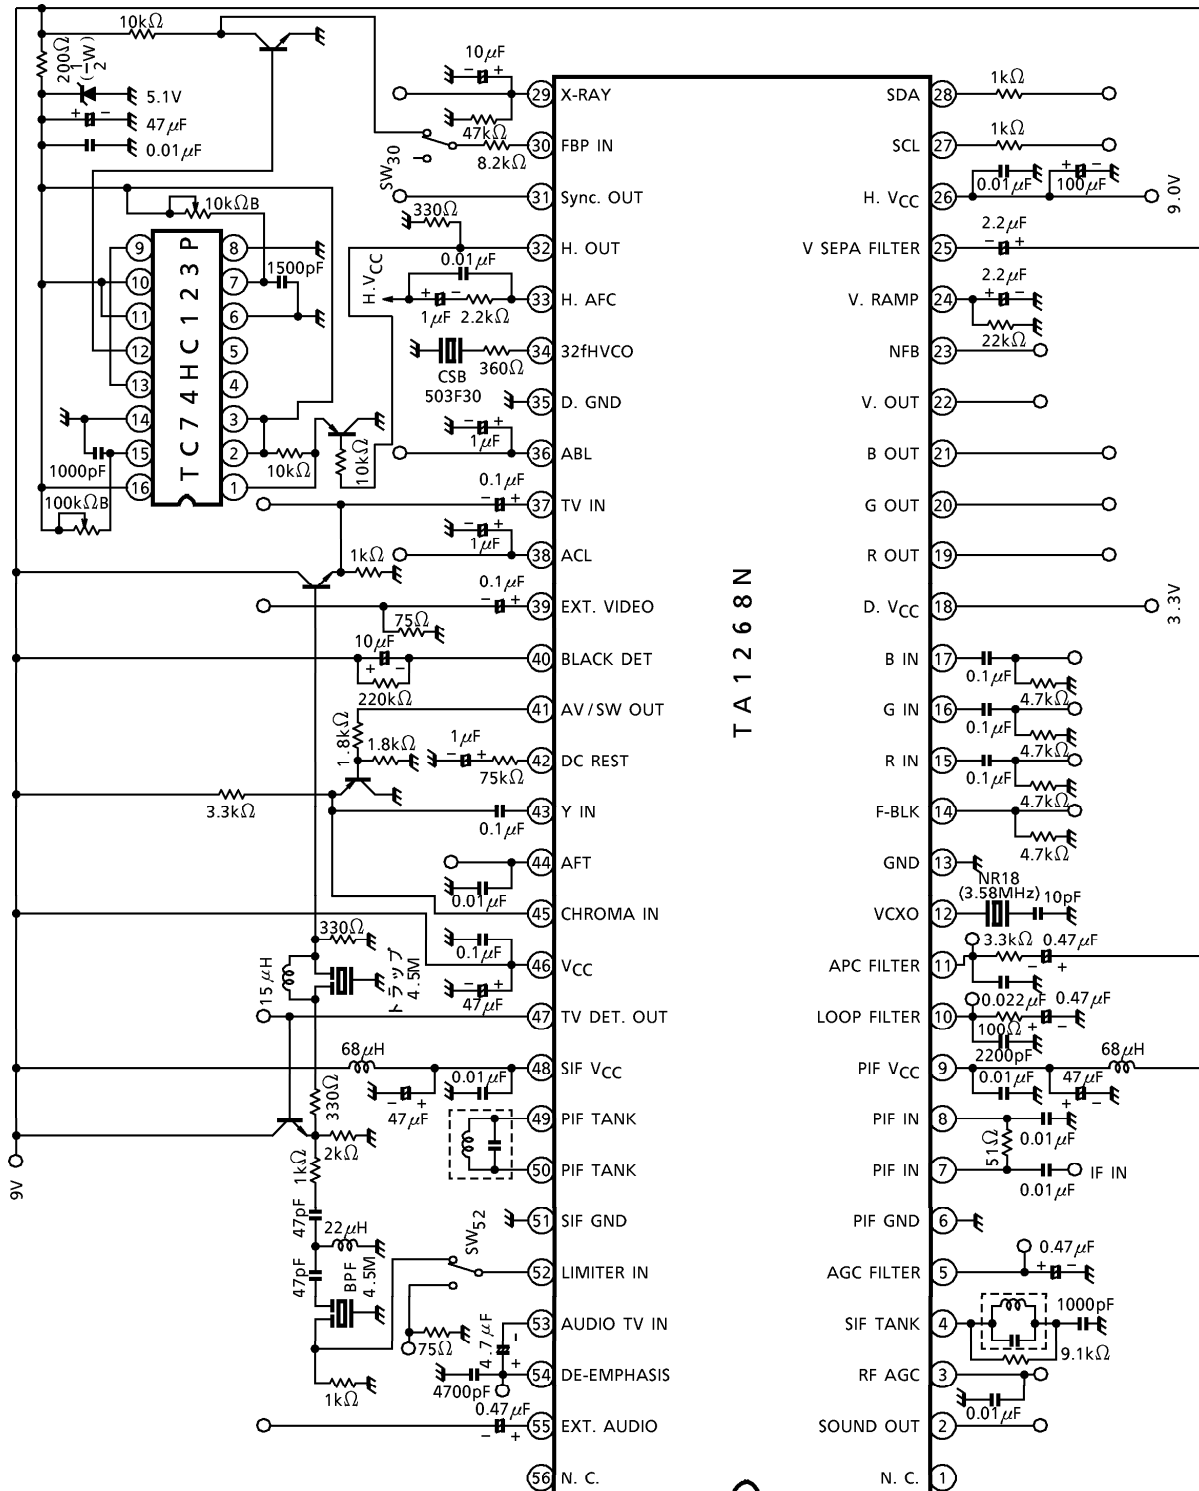 10kΩ
200Ω
(1/2 W)
5.1V
47μF
0.01μF
10kΩB
TC74HC123P
9
10
11
12
13
14
15
16
8
7
6
5
4
3
2
1
1500pF
1000pF
100kΩB
10kΩ
10kΩ
10μF
− +
47kΩ
8.2kΩ
SW30
330Ω
H.VCC
0.01μF
+ −
1μF
2.2kΩ
CSB
503F30
360Ω
− +
1μF
0.1μF
− +
− +
1μF
1kΩ
0.1μF
− +
75Ω
10μF
+ −
220kΩ
1.8kΩ
1.8kΩ
1μF
− +
75kΩ
3.3kΩ
0.1μF
0.01μF
330Ω
0.1μF
− +
47μF
15μH
トラップ
4.5M
68μH
0.01μF
− +
47μF
330Ω
2kΩ
1kΩ
9V
47pF
22μH
47pF
BPF
4.5M
SW52
75Ω
4.7μF
− +
4700pF
1kΩ
0.47μF
− +
TA1268N
29 X-RAY
30 FBP IN
31 Sync. OUT
32 H. OUT
33 H. AFC
34 32fHVCO
35 D. GND
36 ABL
37 TV IN
38 ACL
39 EXT. VIDEO
40 BLACK DET
41 AV/SW OUT
42 DC REST
43 Y IN
44 AFT
45 CHROMA IN
46 VCC
47 TV DET. OUT
48 SIF VCC
49 PIF TANK
50 PIF TANK
51 SIF GND
52 LIMITER IN
53 AUDIO TV IN
54 DE-EMPHASIS
55 EXT. AUDIO
56 N. C.
SDA 28
SCL 27
H. VCC 26
V SEPA FILTER 25
V. RAMP 24
NFB 23
V. OUT 22
B OUT 21
G OUT 20
R OUT 19
D. VCC 18
B IN 17
G IN 16
R IN 15
F-BLK 14
GND 13
VCXO 12
APC FILTER 11
LOOP FILTER 10
PIF VCC 9
PIF IN 8
PIF IN 7
PIF GND 6
AGC FILTER 5
SIF TANK 4
RF AGC 3
SOUND OUT 2
N. C. 1
1kΩ
1kΩ
0.01μF
+ −
100μF
9.0V
2.2μF
− +
2.2μF
+ −
22kΩ
3.3V
0.1μF
4.7kΩ
0.1μF
4.7kΩ
0.1μF
4.7kΩ
4.7kΩ
NR18
(3.58MHz)
10pF
3.3kΩ
0.47μF
− +
0.022μF
0.47μF
100Ω
+ −
2200pF
68μH
0.01μF
47μF
+ −
51Ω
0.01μF
0.01μF
IF IN
0.47μF
+ −
1000pF
9.1kΩ
0.01μF